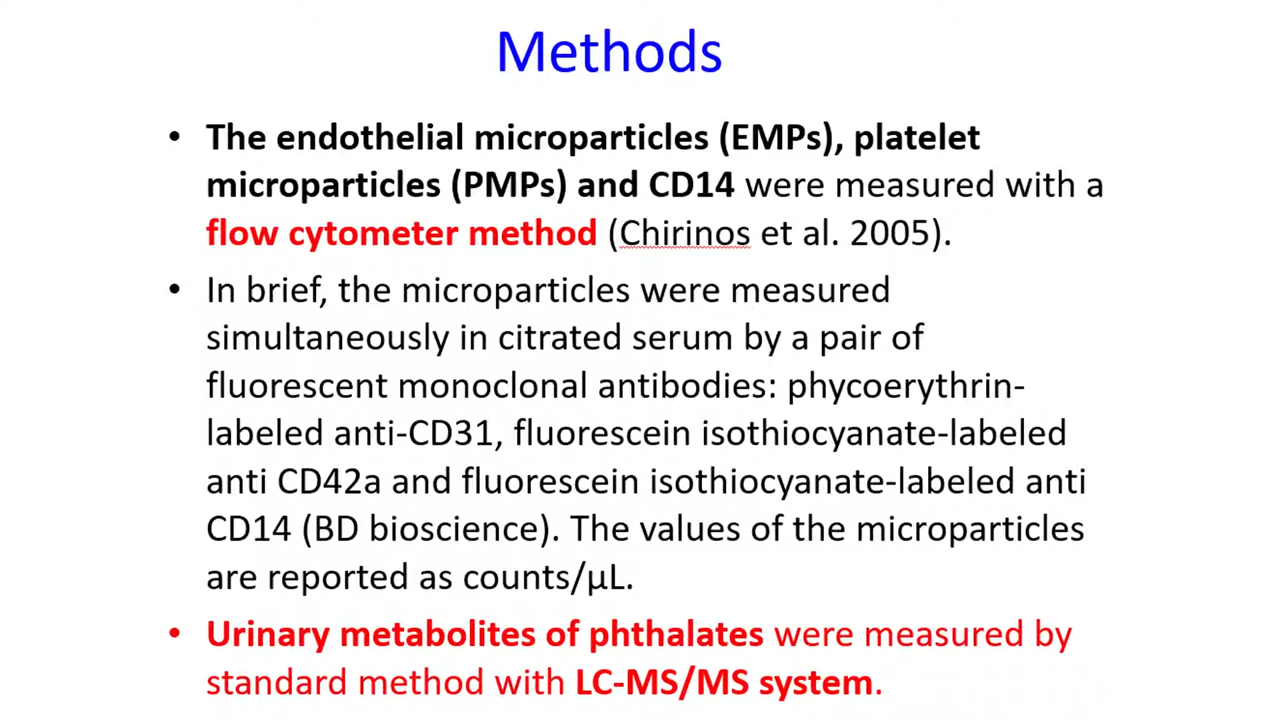 Methods
• The endothelial microparticles (EMPs), platelet
microparticles (PMPs) and CD14 were measured with a
flow cytometer method (Chirinos et al. 2005).
• In brief, the microparticles were measured
simultaneously in citrated serum by a pair of
fluorescent monoclonal antibodies: phycoerythrin-
labeled anti-CD31, fluorescein isothiocyanate-labeled
anti CD42a and fluorescein isothiocyanate-labeled anti
CD14 (BD bioscience). The values of the microparticles
are reported as counts/µL.
• Urinary metabolites of phthalates were measured by
standard method with LC-MS/MS system.